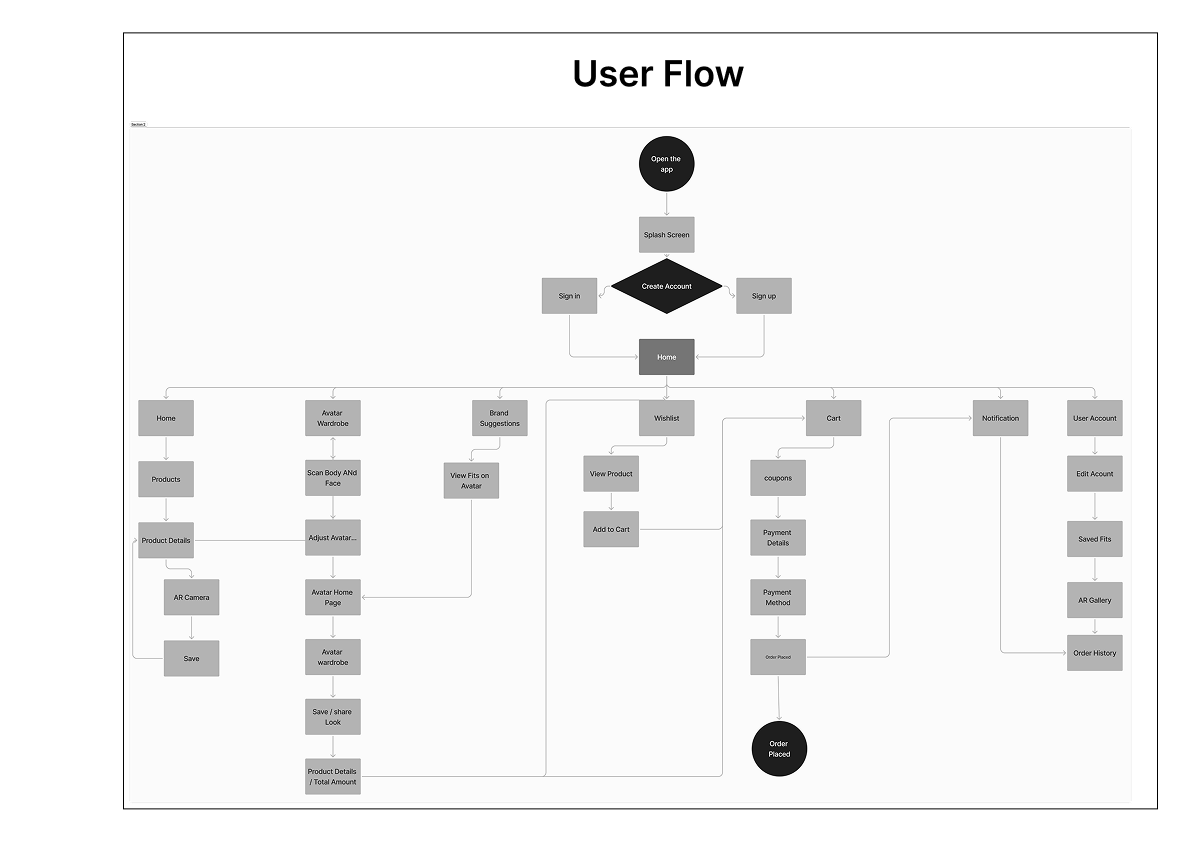 User Flow
Section 2
Open the
app
Splash Screen
Create Account
Sign in
Sign up
Home
Home
Avatar
Wardrobe
Brand
Suggestions
Wishlist
Cart
Notification
User Account
Products
Scan Body ANd
Face
View Fits on
Avatar
View Product
coupons
Edit Acount
Product Details
Adjust Avatar...
Add to Cart
Payment
Details
Saved Fits
AR Camera
Avatar Home
Page
Payment
Method
AR Gallery
Save
Avatar
wardrobe
Order Placed
Order History
Save / share
Look
Order
Placed
Product Details
/ Total Amount